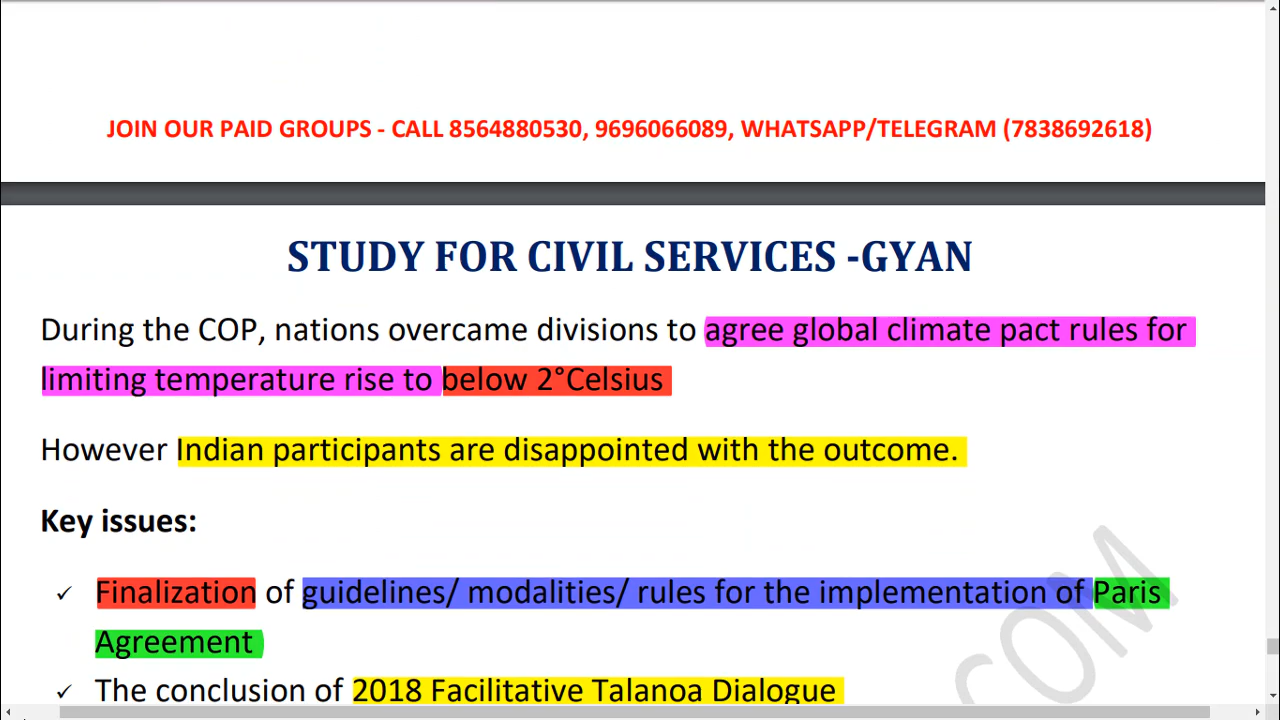 JOIN OUR PAID GROUPS - CALL 8564880530, 9696066089, WHATSAPP/TELEGRAM (7838692618)
STUDY FOR CIVIL SERVICES -GYAN
During the COP, nations overcame divisions to agree global climate pact rules for
limiting temperature rise to below 2°Celsius
However Indian participants are disappointed with the outcome.
Key issues:
✓ Finalization of guidelines/ modalities/ rules for the implementation of Paris
Agreement
✓ The conclusion of 2018 Facilitative Talanoa Dialogue
COM